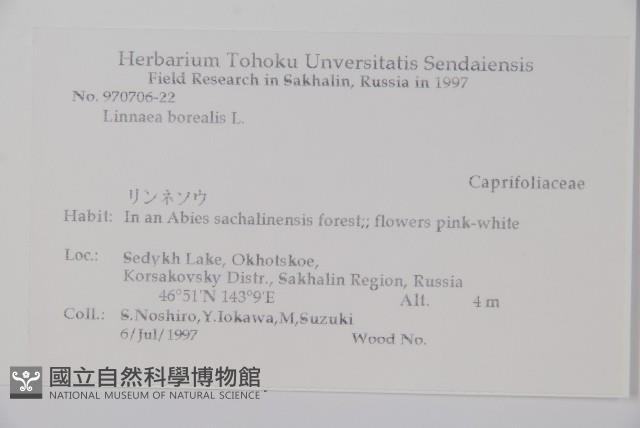 Herbarium Tohoku Unversitatis Sendaiensis
Field Research in Sakhalin, Russia in 1997
No. 970706-22
Linnaea borealis L.
Caprifoliaceae
リンネソウ
Habit: In an Abies sachalinensis forest;; flowers pink-white
Loc.: Sedykh Lake, Okhotskoe,
Korsakovsky Distr., Sakhalin Region, Russia
46°51'N 143°9'E Alt. 4 m
Coll.: S.Noshiro,Y.Iokawa,M,Suzuki
6/Jul/1997 Wood No.
國立自然科學博物館
NATIONAL MUSEUM OF NATURAL SCIENCE